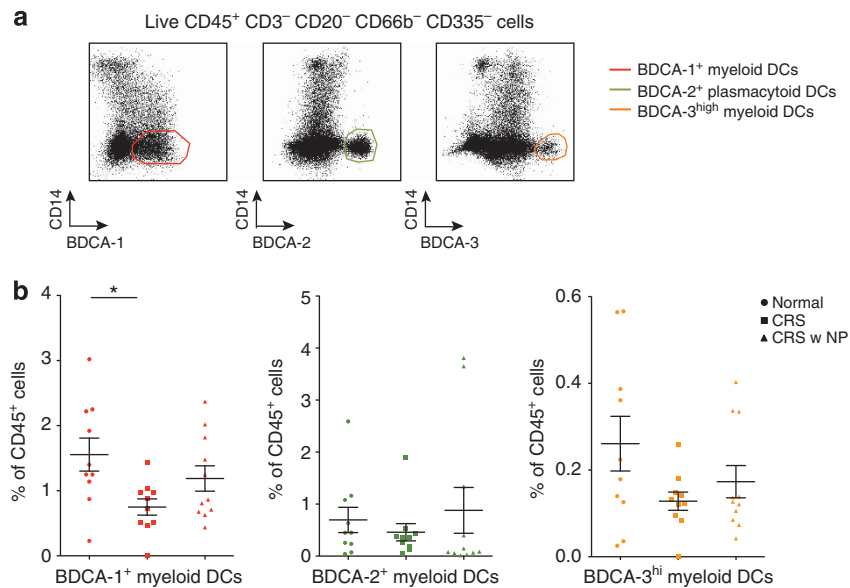 a
Live CD45⁺ CD3⁻ CD20⁻ CD66b⁻ CD335⁻ cells
BDCA-1⁺ myeloid DCs
BDCA-2⁺ plasmacytoid DCs
BDCA-3ʰⁱᵍʰ myeloid DCs
CD14
BDCA-1
CD14
BDCA-2
CD14
BDCA-3
b
% of CD45⁺ cells
4
3
2
1
0
*
BDCA-1⁺ myeloid DCs
% of CD45⁺ cells
5
4
3
2
1
0
BDCA-2⁺ myeloid DCs
% of CD45⁺ cells
0.6
0.4
0.2
0.0
BDCA-3ʰⁱ myeloid DCs
Normal
CRS
CRS w NP